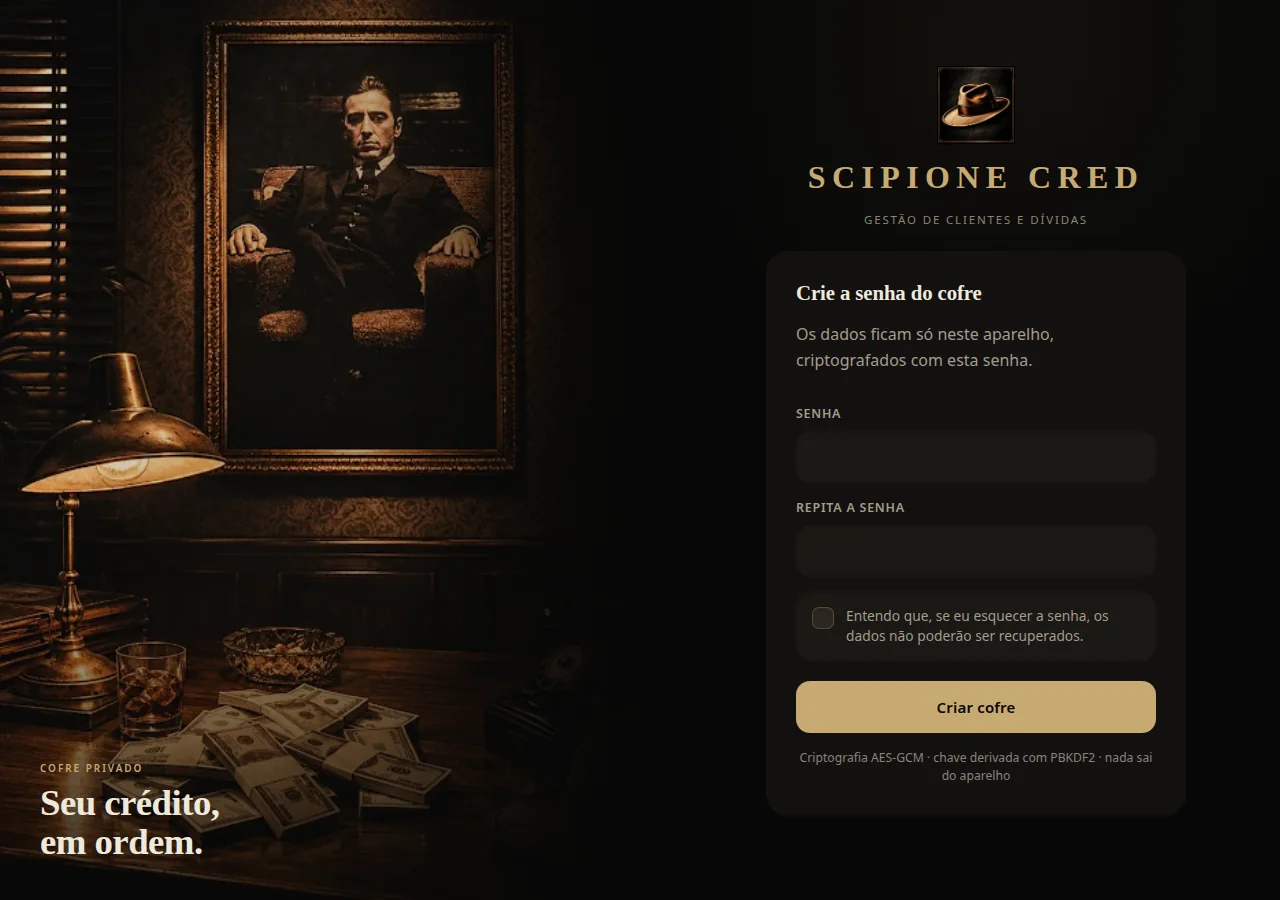 SCIPIONE CRED
GESTÃO DE CLIENTES E DÍVIDAS
Crie a senha do cofre
Os dados ficam só neste aparelho,
criptografados com esta senha.
SENHA
REPITA A SENHA
Entendo que, se eu esquecer a senha, os
dados não poderão ser recuperados.
Criar cofre
Criptografia AES-GCM · chave derivada com PBKDF2 · nada sai
do aparelho
COFRE PRIVADO
Seu crédito,
em ordem.